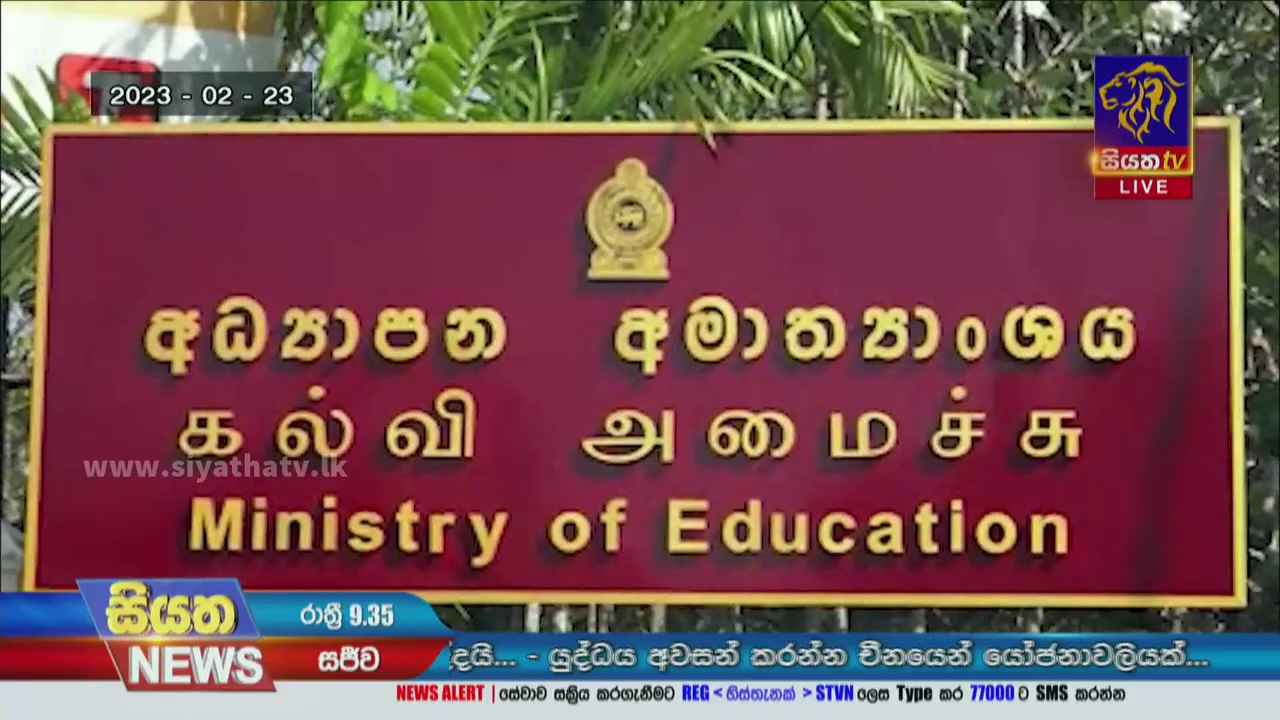 2023 - 02 - 23
සියත tv
LIVE
අධ්‍යාපන අමාත්‍යාංශය
கல்வி அமைச்சு
www.siyathatv.lk
Ministry of Education
සියත
NEWS
රාත්‍රී 9.35
සජීව
ද්දයි... - යුද්ධය අවසන් කරන්න චීනයෙන් යෝජනාවලියක්...
NEWS ALERT | සේවාව සක්‍රිය කරගැනීමට REG < හිස්තැනක් > STVN ලෙස Type කර 77000 ට SMS කරන්න